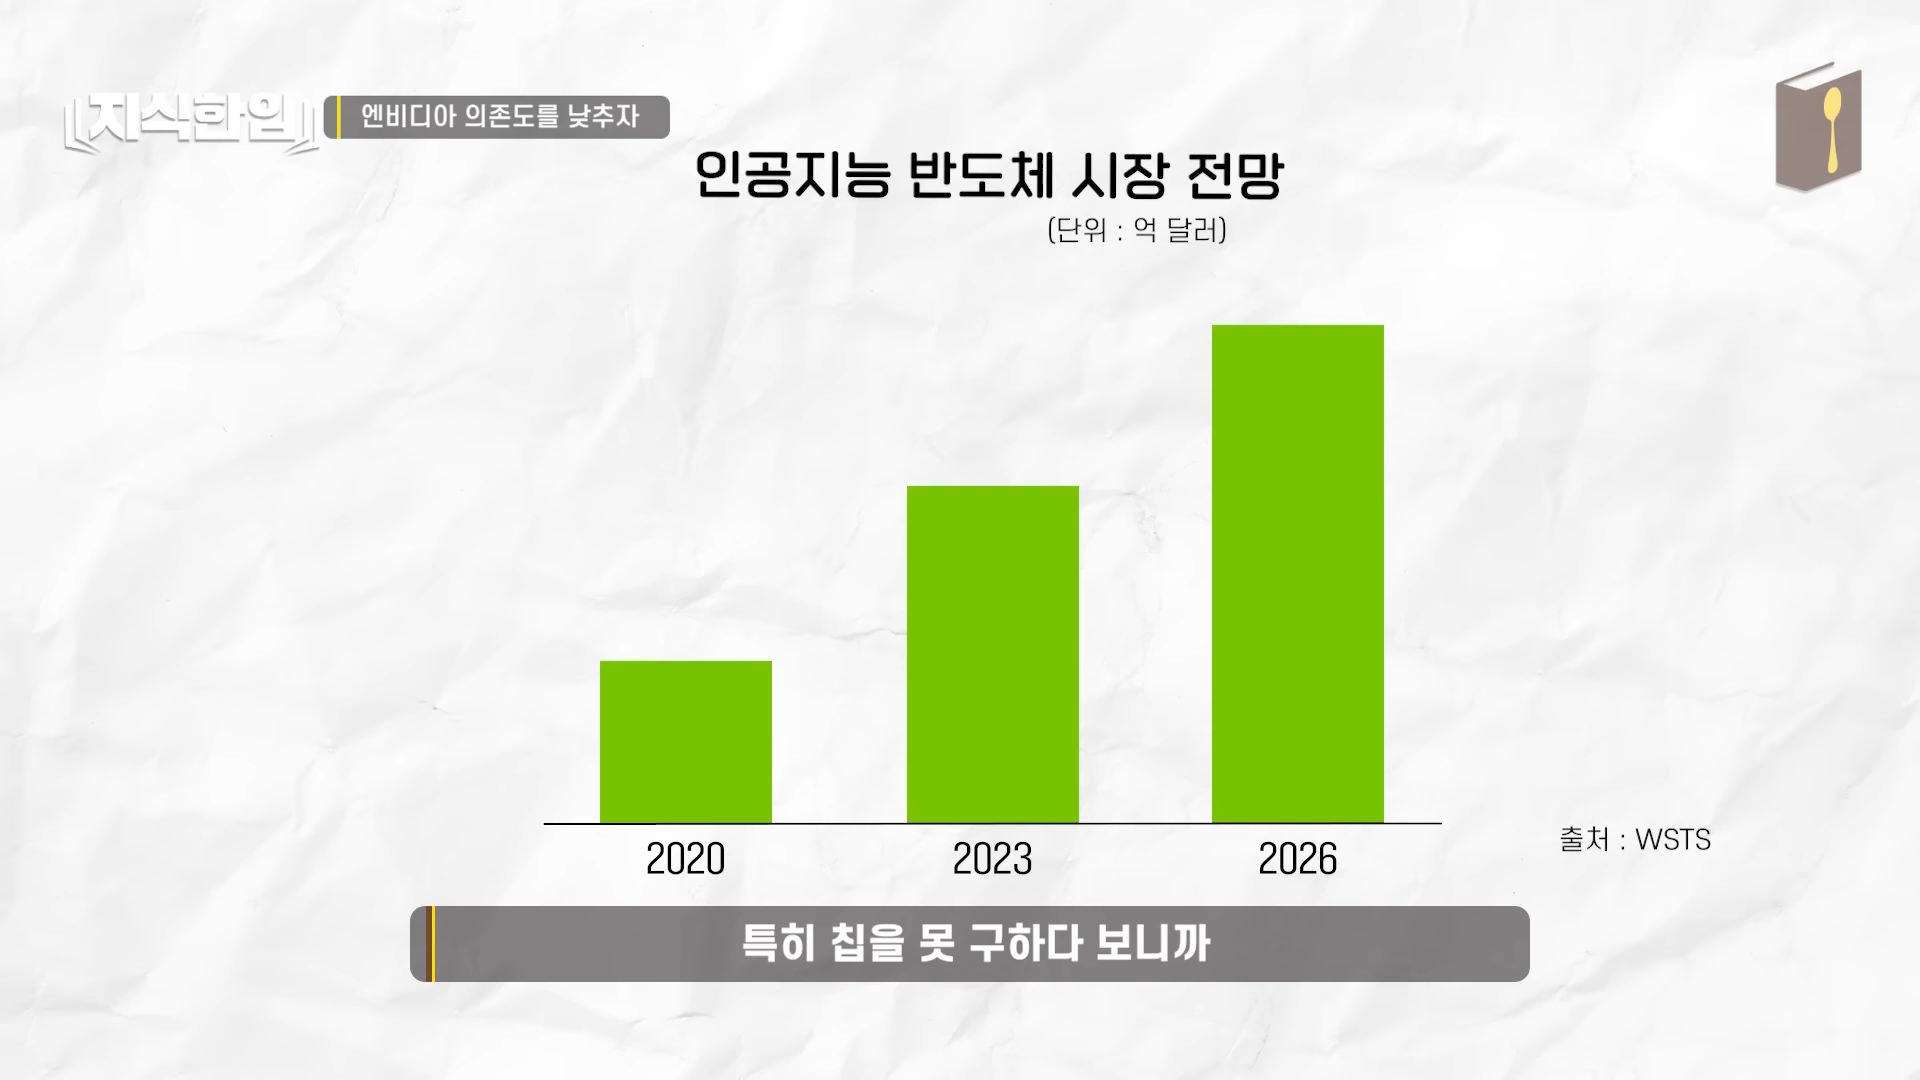 지식한입
엔비디아 의존도를 낮추자
인공지능 반도체 시장 전망
(단위 : 억 달러)
2020
2023
2026
출처 : WSTS
특히 칩을 못 구하다 보니까